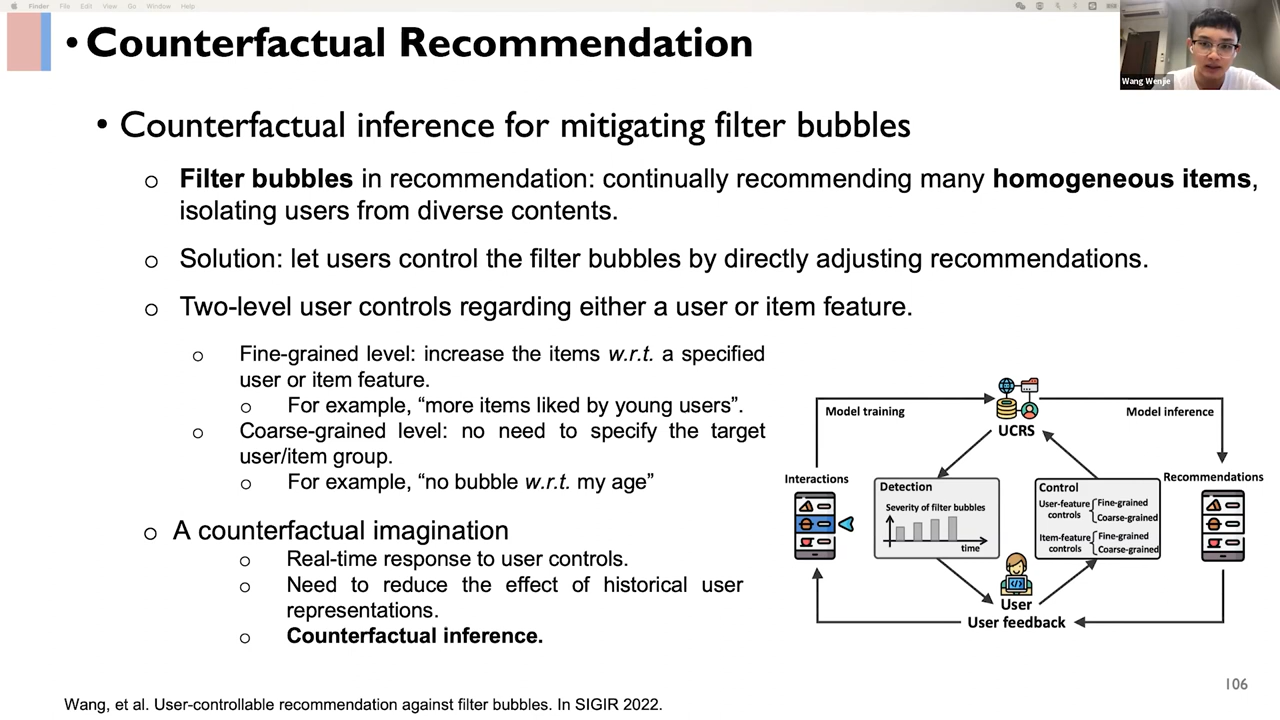 Finder File Edit View Go Window Help
• Counterfactual Recommendation
Wang Wenjie
• Counterfactual inference for mitigating filter bubbles
o Filter bubbles in recommendation: continually recommending many homogeneous items,
isolating users from diverse contents.
o Solution: let users control the filter bubbles by directly adjusting recommendations.
o Two-level user controls regarding either a user or item feature.
o Fine-grained level: increase the items w.r.t. a specified
user or item feature.
o For example, “more items liked by young users”.
o Coarse-grained level: no need to specify the target
user/item group.
o For example, “no bubble w.r.t. my age”
o A counterfactual imagination
o Real-time response to user controls.
o Need to reduce the effect of historical user
representations.
o Counterfactual inference.
Model training
UCRS
Model inference
Interactions
Detection
Severity of filter bubbles
time
Control
User-feature controls
Fine-grained
Coarse-grained
Item-feature controls
Fine-grained
Coarse-grained
Recommendations
User
User feedback
106
Wang, et al. User-controllable recommendation against filter bubbles. In SIGIR 2022.